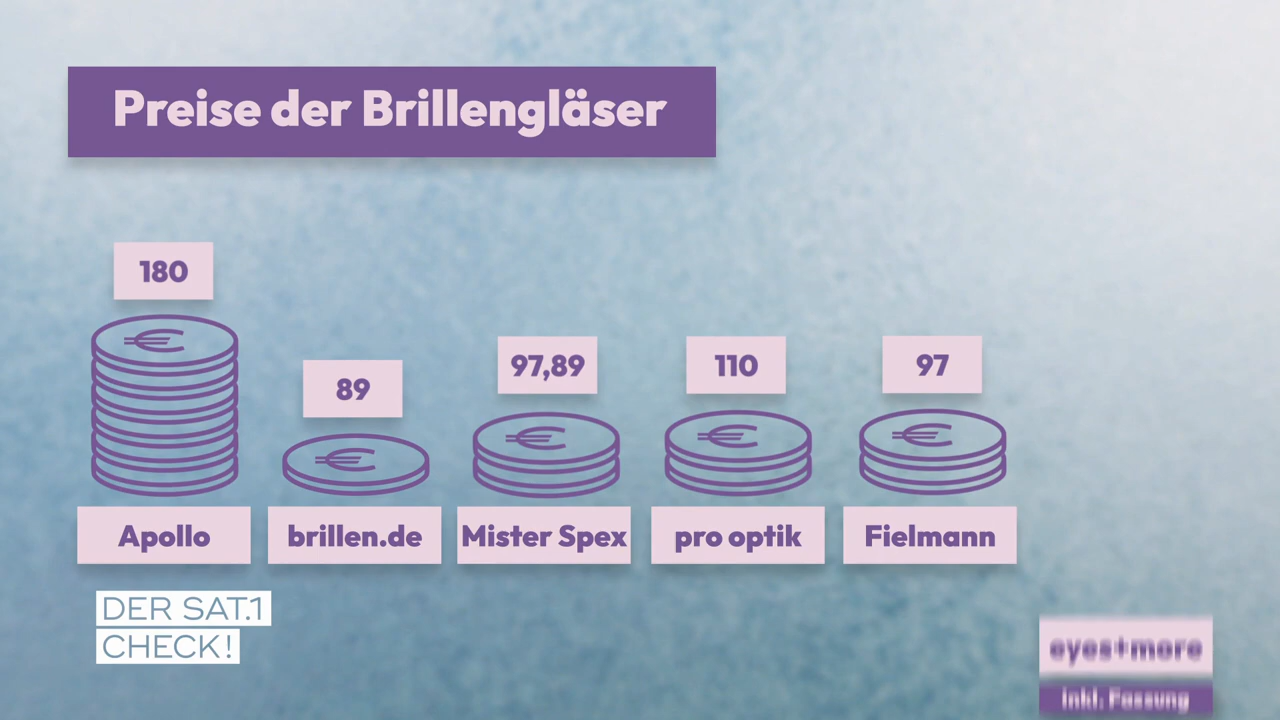 Preise der Brillengläser
180
89
97,89
110
97
Apollo
brillen.de
Mister Spex
pro optik
Fielmann
DER SAT.1
CHECK!
eyes+more
inkl. Fassung